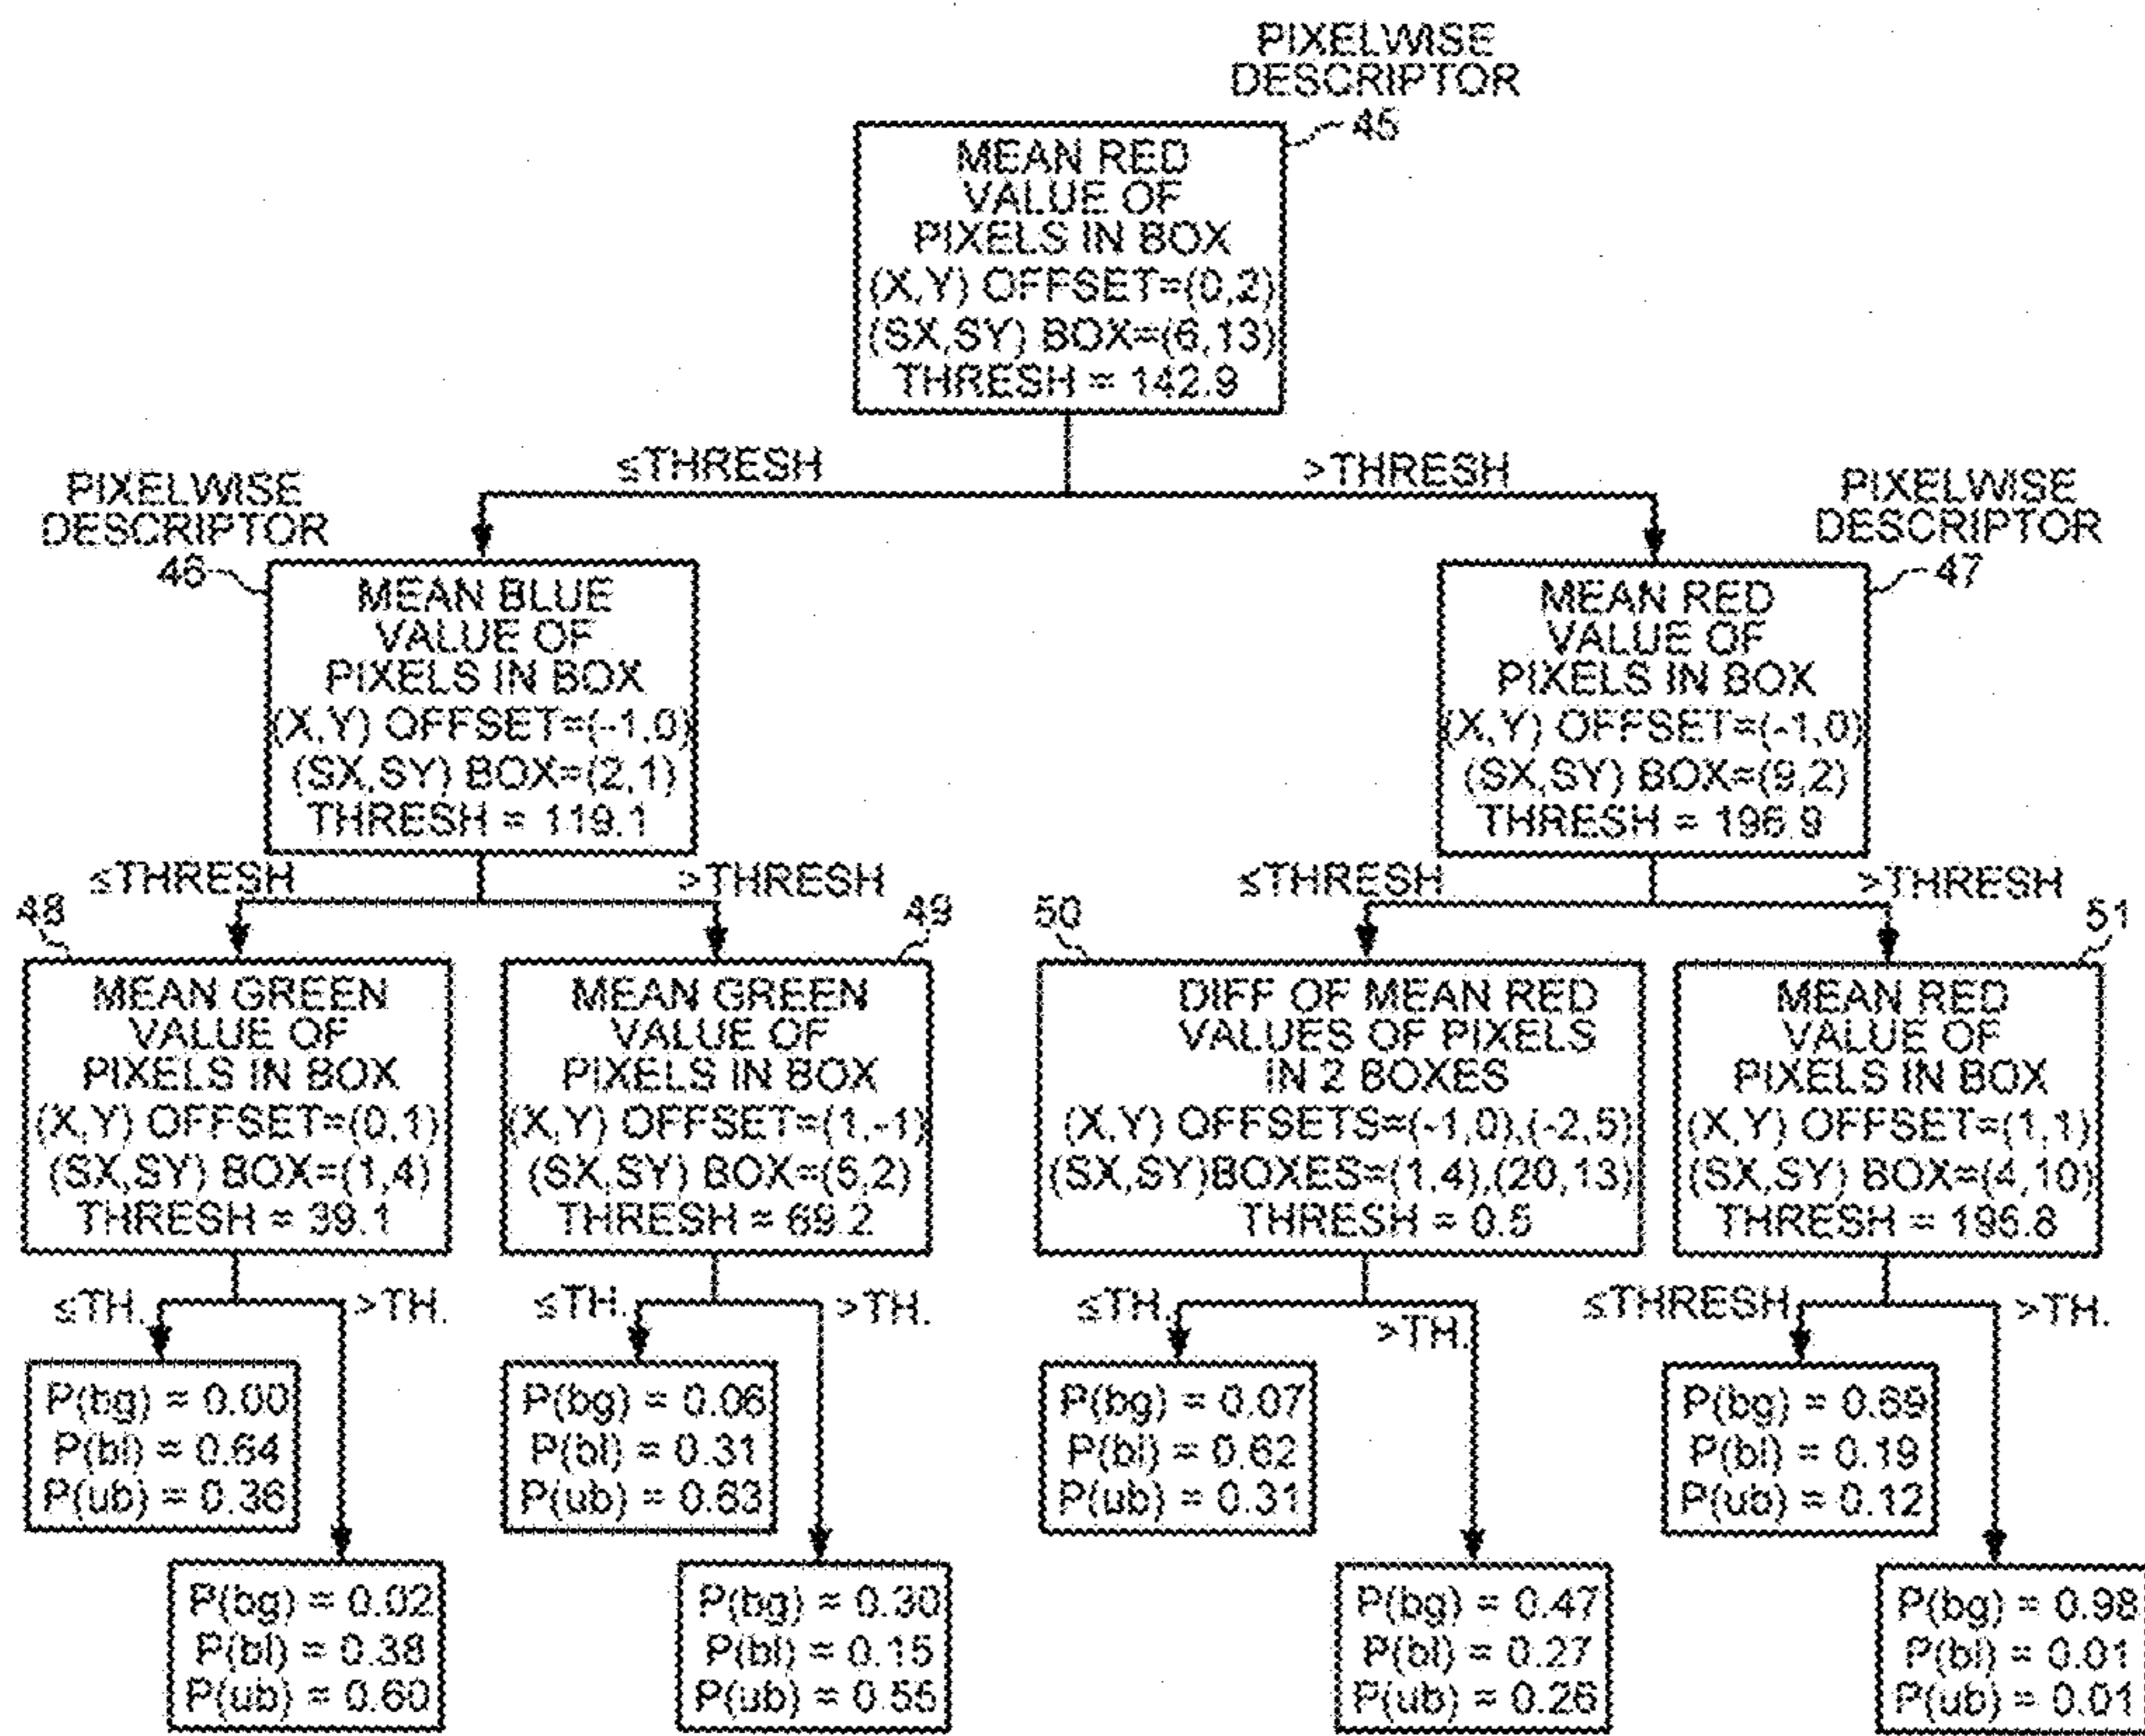 PIXELWISE
DESCRIPTOR
45
MEAN RED
VALUE OF
PIXELS IN BOX
(X,Y) OFFSET=(0,2)
(SX,SY) BOX=(6,13)
THRESH = 142.9
≤THRESH
>THRESH
PIXELWISE
DESCRIPTOR
46
MEAN BLUE
VALUE OF
PIXELS IN BOX
(X,Y) OFFSET=(-1,0)
(SX,SY) BOX=(2,1)
THRESH = 119.1
PIXELWISE
DESCRIPTOR
47
MEAN RED
VALUE OF
PIXELS IN BOX
(X,Y) OFFSET=(-1,0)
(SX,SY) BOX=(9,2)
THRESH = 196.9
≤THRESH
>THRESH
≤THRESH
>THRESH
48
MEAN GREEN
VALUE OF
PIXELS IN BOX
(X,Y) OFFSET=(0,1)
(SX,SY) BOX=(1,4)
THRESH = 39.1
49
MEAN GREEN
VALUE OF
PIXELS IN BOX
(X,Y) OFFSET=(1,-1)
(SX,SY) BOX=(5,2)
THRESH = 69.2
50
DIFF OF MEAN RED
VALUES OF PIXELS
IN 2 BOXES
(X,Y) OFFSETS=(-1,0),(-2,5)
(SX,SY)BOXES=(1,4),(20,13)
THRESH = 0.5
51
MEAN RED
VALUE OF
PIXELS IN BOX
(X,Y) OFFSET=(1,1)
(SX,SY) BOX=(4,10)
THRESH = 196.8
≤TH.
>TH.
≤TH.
>TH.
≤TH.
>TH.
≤THRESH
>TH.
P(bg) = 0.00
P(bl) = 0.64
P(ub) = 0.36
P(bg) = 0.06
P(bl) = 0.31
P(ub) = 0.63
P(bg) = 0.07
P(bl) = 0.62
P(ub) = 0.31
P(bg) = 0.69
P(bl) = 0.19
P(ub) = 0.12
P(bg) = 0.02
P(bl) = 0.38
P(ub) = 0.60
P(bg) = 0.30
P(bl) = 0.15
P(ub) = 0.55
P(bg) = 0.47
P(bl) = 0.27
P(ub) = 0.26
P(bg) = 0.98
P(bl) = 0.01
P(ub) = 0.01